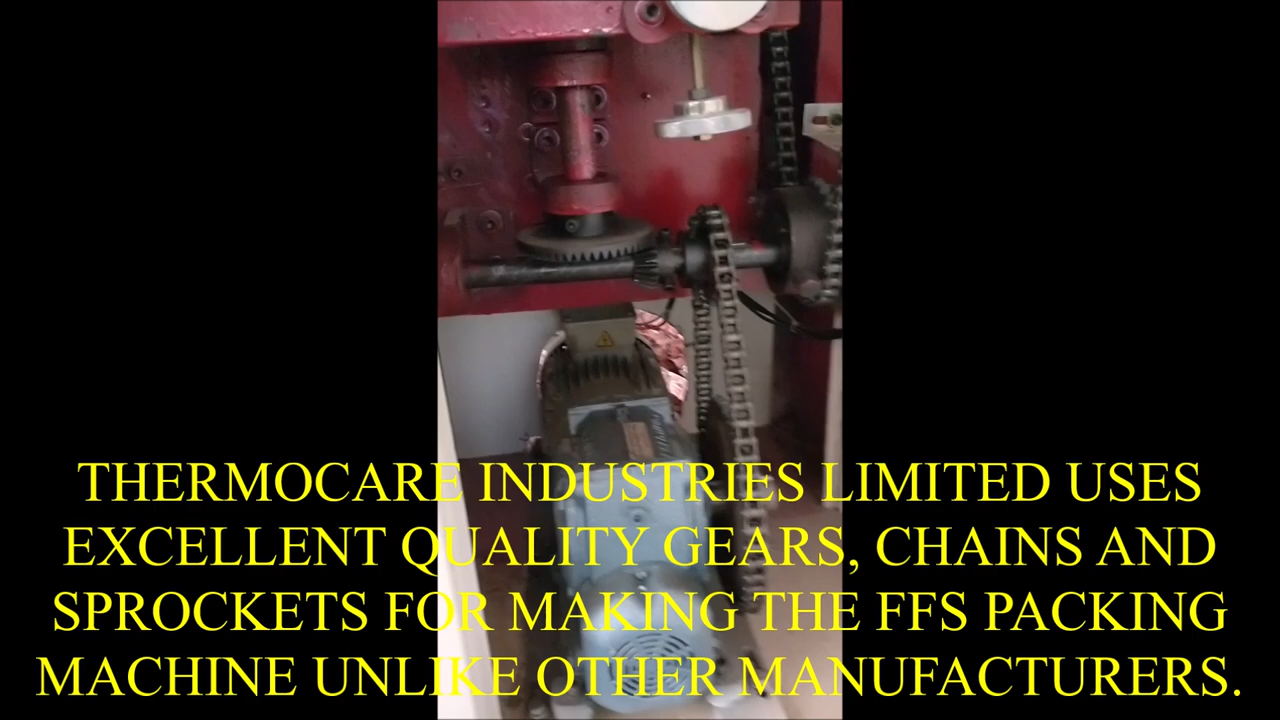 THERMOCARE INDUSTRIES LIMITED USES
EXCELLENT QUALITY GEARS, CHAINS AND
SPROCKETS FOR MAKING THE FFS PACKING
MACHINE UNLIKE OTHER MANUFACTURERS.